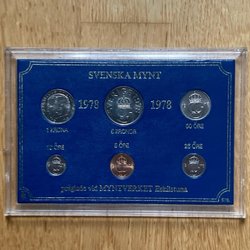 SVENSKA MYNT
1978 1978
1 KRONA 5 KRONOR 50 ÖRE
10 ÖRE 5 ÖRE 25 ÖRE
präglade vid MYNTVERKET Eskilstuna